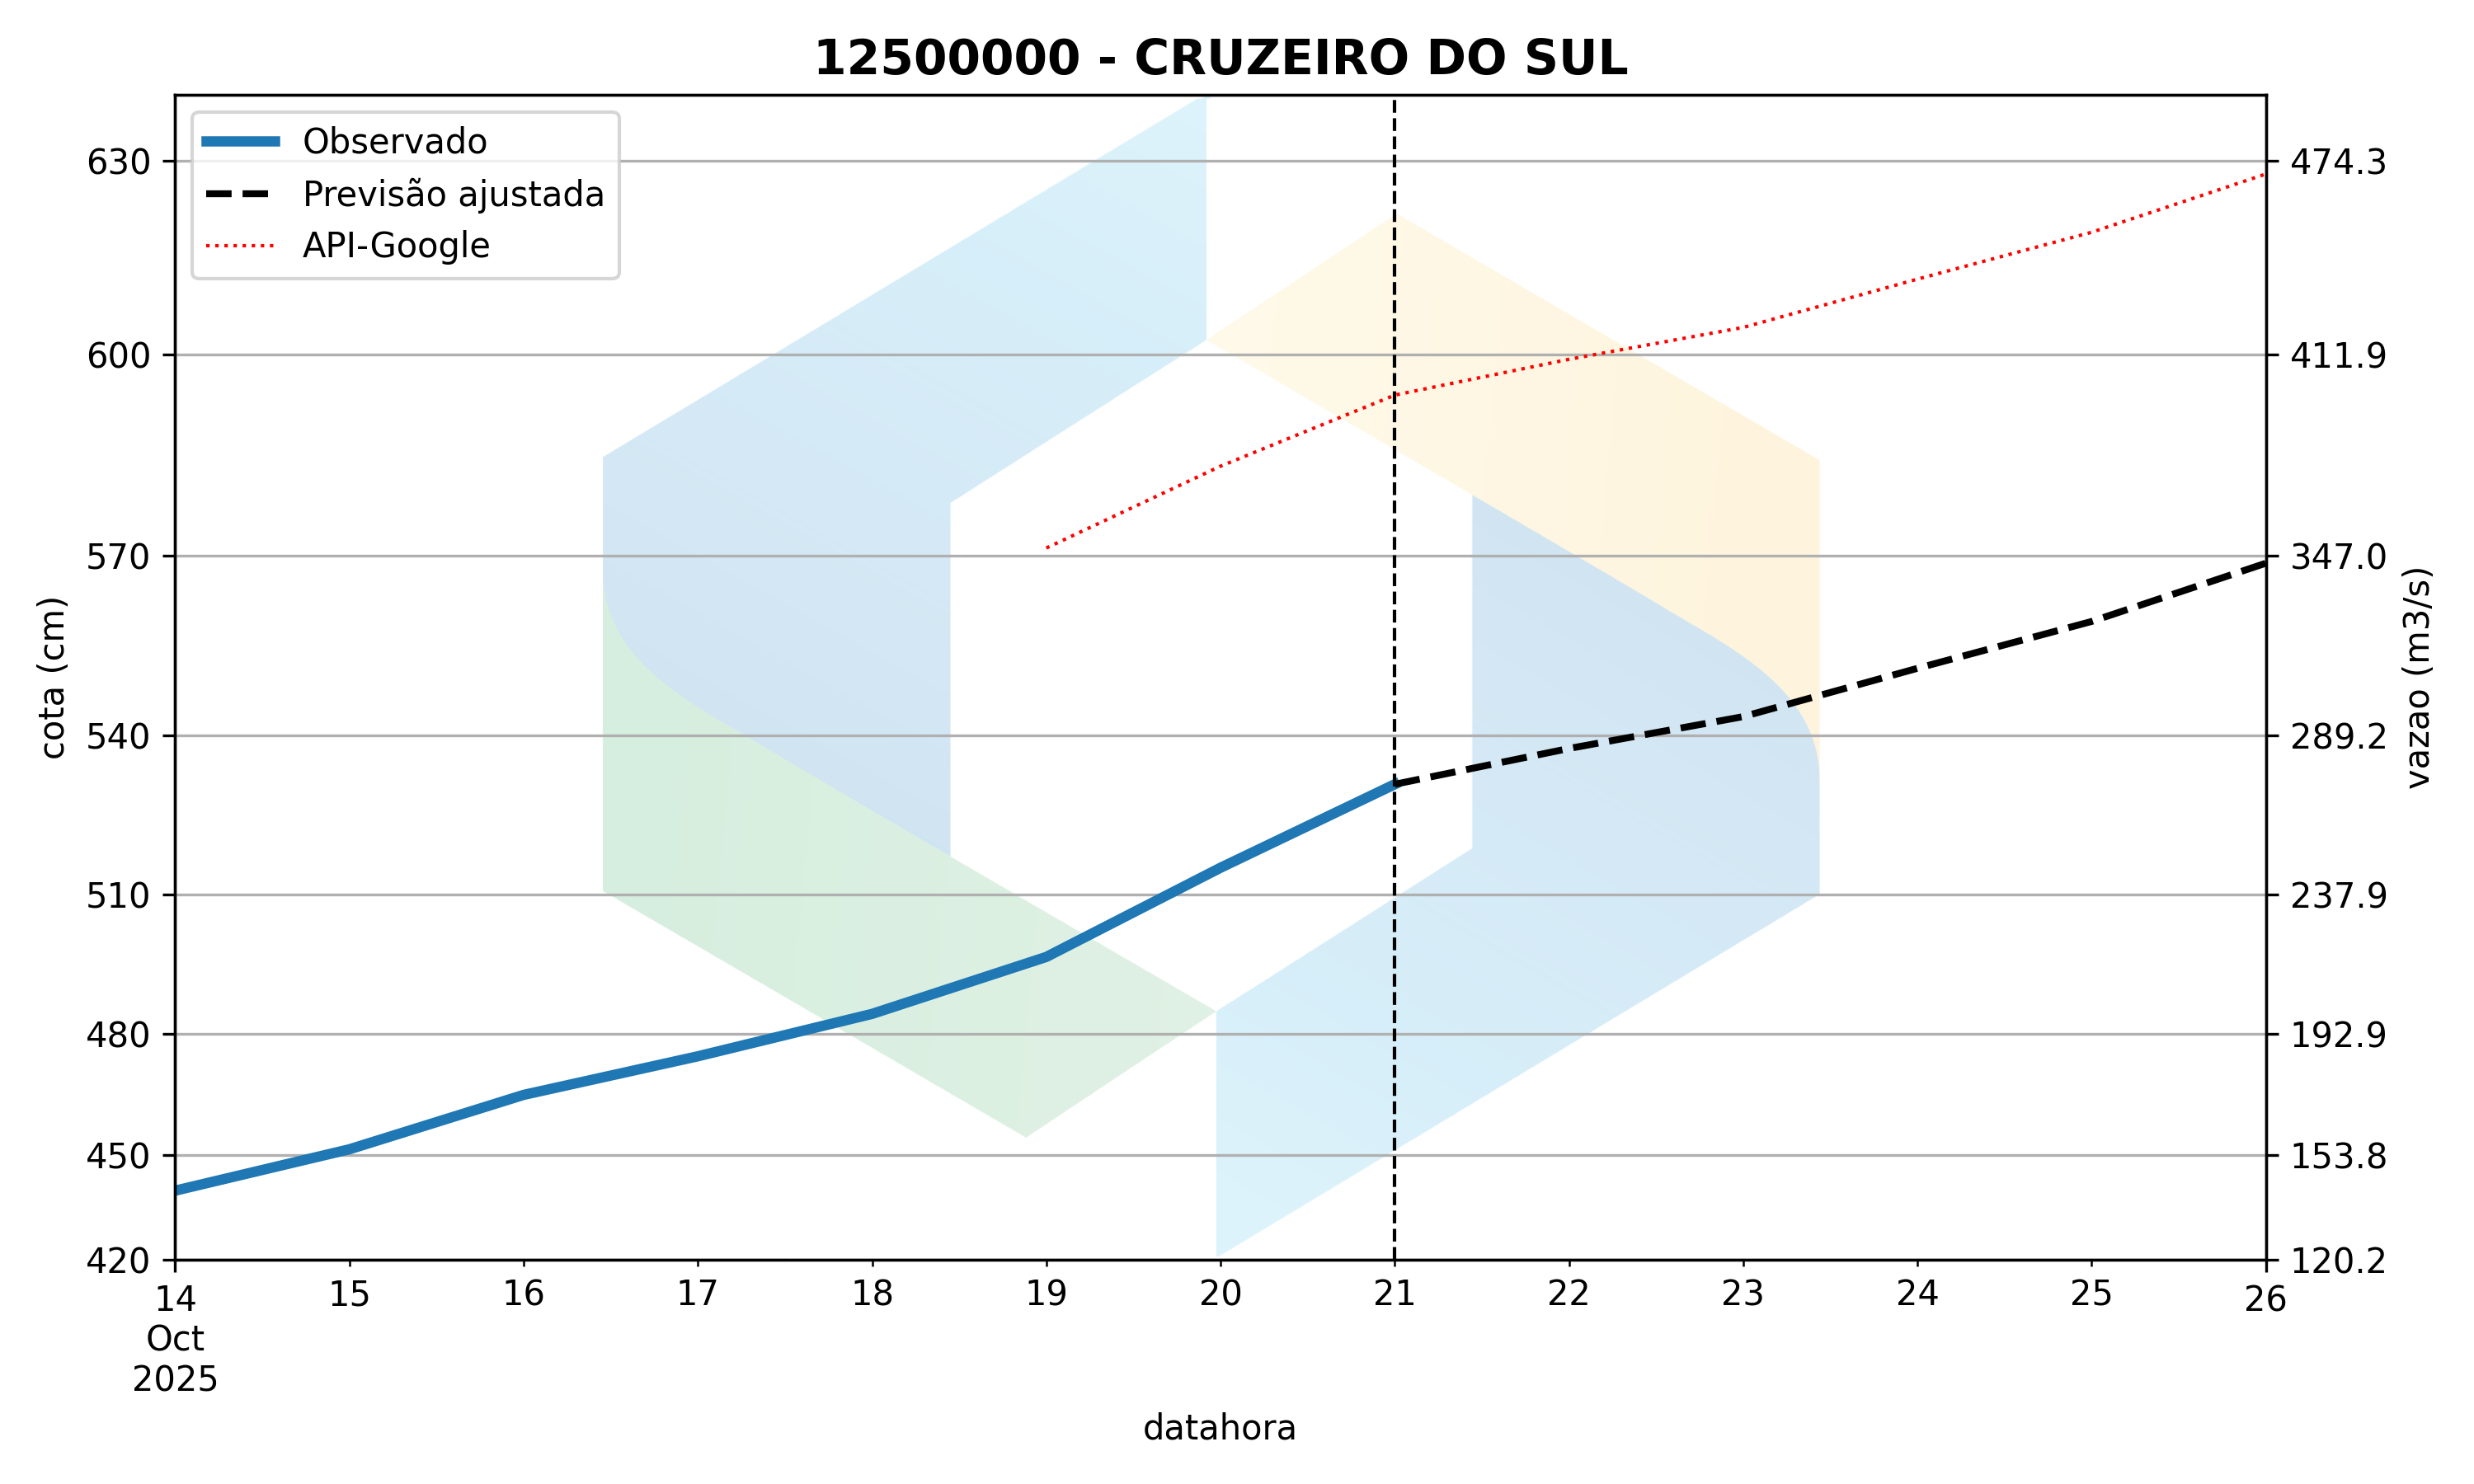 12500000 - CRUZEIRO DO SUL
Observado
Previsão ajustada
API-Google
cota (cm)
630
600
570
540
510
480
450
420
474.3
411.9
347.0
289.2
237.9
192.9
153.8
120.2
vazao (m3/s)
14 15 16 17 18 19 20 21 22 23 24 25 26
Oct
2025
datahora